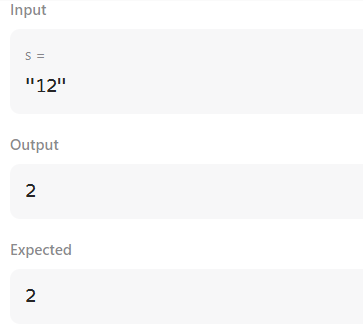 Input
s =
"12"
Output
2
Expected
2